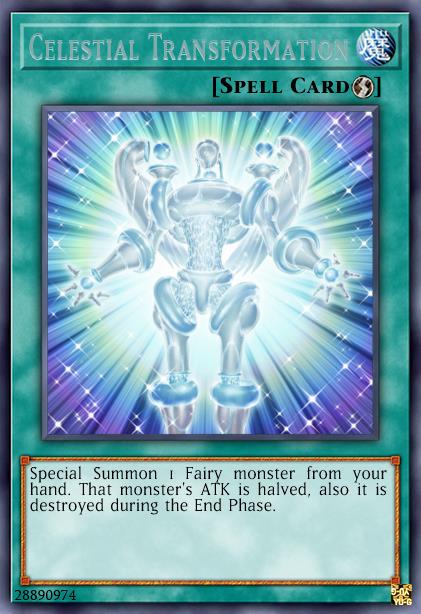 Celestial Transformation 魔
[Spell Card]
Special Summon 1 Fairy monster from your
hand. That monster's ATK is halved, also it is
destroyed during the End Phase.
28890974